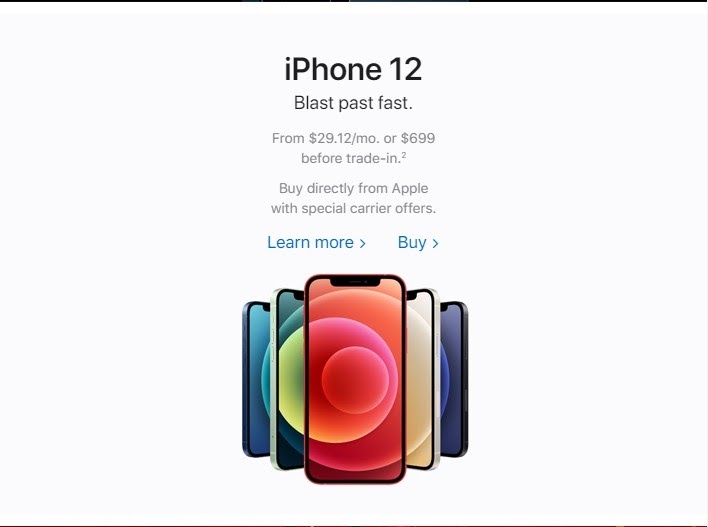 iPhone 12
Blast past fast.
From $29.12/mo. or $699
before trade-in.²
Buy directly from Apple
with special carrier offers.
Learn more >
Buy >